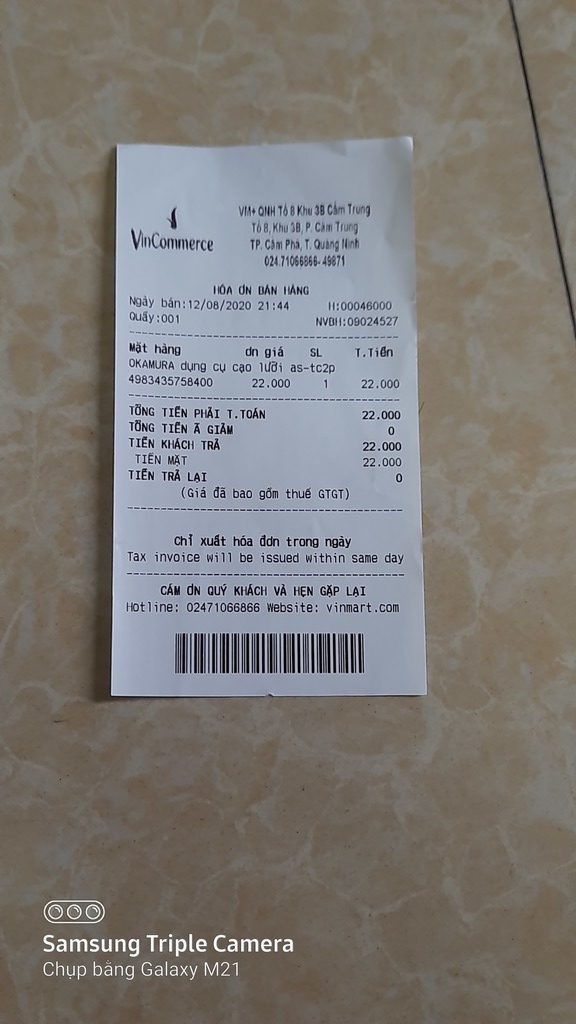 VinCommerce
VM+ QNH Tổ 8 Khu 3B Cẩm Trung
Tổ 8, Khu 3B, P. Cẩm Trung
TP. Cẩm Phả, T. Quảng Ninh
024.71066866- 49871
HÓA ĐƠN BÁN HÀNG
Ngày bán:12/08/2020 21:44 H:00046000
Quầy:001 NVBH:09024527
Mặt hàng đn giá SL T.Tiền
OKAMURA dụng cụ cạo lưỡi as-tc2p
4983435758400 22.000 1 22.000
TỔNG TIỀN PHẢI T.TOÁN 22.000
TỔNG TIỀN Ã GIẢM 0
TIỀN KHÁCH TRẢ 22.000
TIỀN MẶT 22.000
TIỀN TRẢ LẠI 0
(Giá đã bao gồm thuế GTGT)
Chỉ xuất hóa đơn trong ngày
Tax invoice will be issued within same day
CẢM ƠN QUÝ KHÁCH VÀ HẸN GẶP LẠI
Hotline: 02471066866 Website: vinmart.com
Samsung Triple Camera
Chụp bằng Galaxy M21